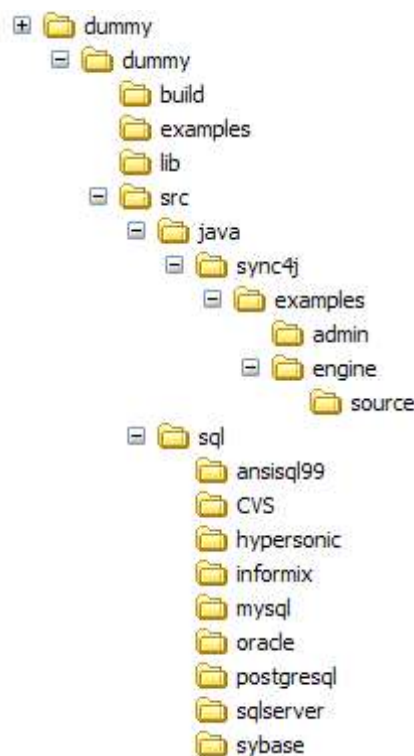 dummy
dummy
build
examples
lib
src
java
sync4j
examples
admin
engine
source
sql
ansisql99
CVS
hypersonic
informix
mysql
oracle
postgresql
sqlserver
sybase